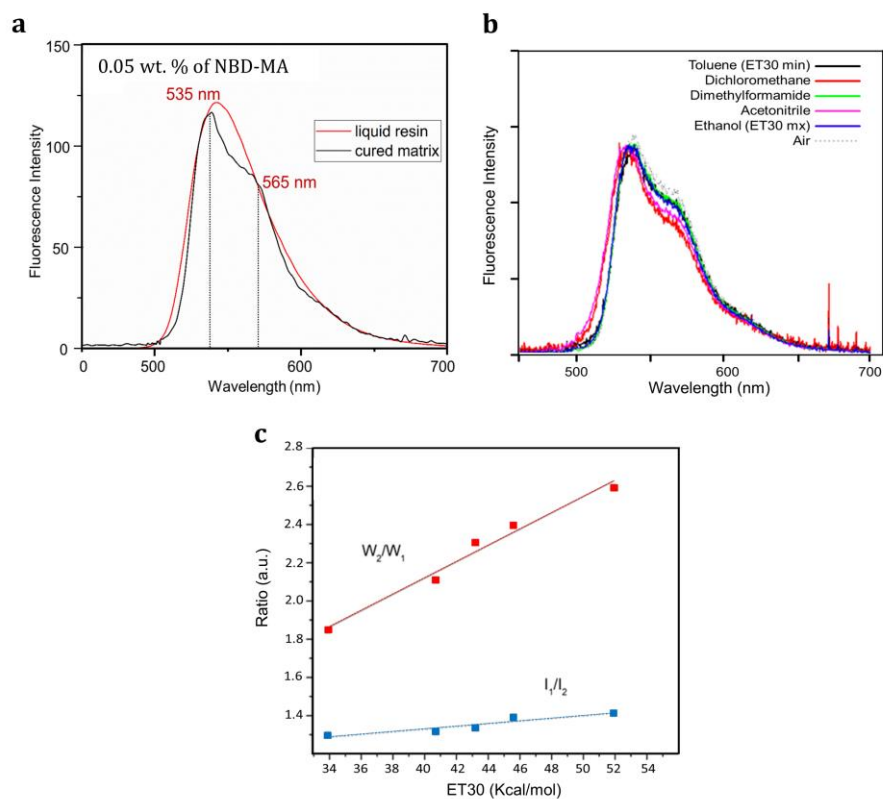 a
0.05 wt. % of NBD-MA
535 nm
565 nm
liquid resin
cured matrix
150
100
50
0
0
500
600
700
Fluorescence Intensity
Wavelength (nm)
b
Toluene (ET30 min)
Dichloromethane
Dimethylformamide
Acetonitrile
Ethanol (ET30 mx)
Air
Fluorescence Intensity
500
600
700
Wavelength (nm)
c
2.8
2.6
2.4
2.2
2.0
1.8
1.6
1.4
Ratio (a.u.)
W₂/W₁
I₁/I₂
34 36 38 40 42 44 46 48 50 52 54
ET30 (Kcal/mol)